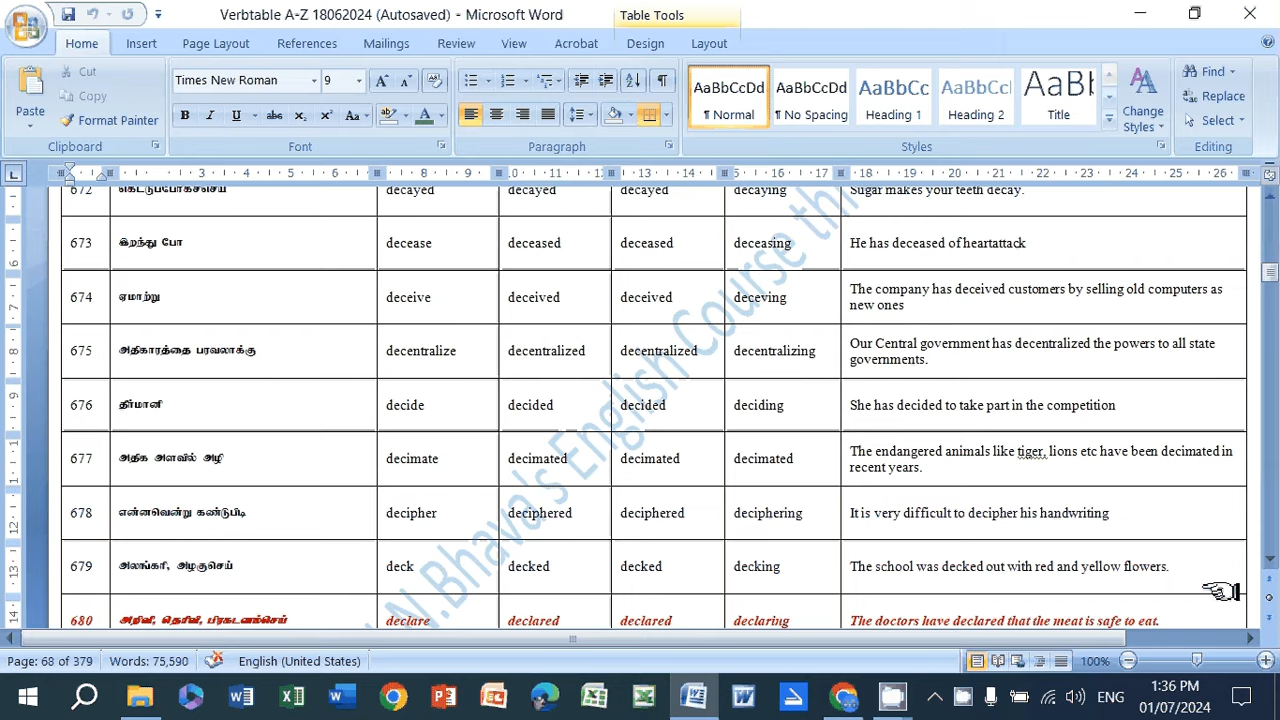 Verbtable A-Z 18062024 (Autosaved) - Microsoft Word
Table Tools
Home Insert Page Layout References Mailings Review View Acrobat Design Layout
Paste
Cut
Copy
Format Painter
Times New Roman 9
AaBbCcDd AaBbCcDd AaBbCc AaBbCc AaBb
¶ Normal ¶ No Spacing Heading 1 Heading 2 Title
Change Styles
Find
Replace
Select
Clipboard Font Paragraph Styles Editing
672 கெட்டுப்போகச்செய் decayed decayed decayed decaying Sugar makes your teeth decay.
673 இறந்து போ decease deceased deceased deceasing He has deceased of heartattack
674 ஏமாற்று deceive deceived deceived deceving The company has deceived customers by selling old computers as
new ones
675 அதிகாரத்தை பரவலாக்கு decentralize decentralized decentralized decentralizing Our Central government has decentralized the powers to all state
governments.
676 தீர்மானி decide decided decided deciding She has decided to take part in the competition
677 அதிக அளவில் அழி decimate decimated decimated decimated The endangered animals like tiger, lions etc have been decimated in
recent years.
678 என்னவென்று கண்டுபிடி decipher deciphered deciphered deciphering It is very difficult to decipher his handwriting
679 அலங்கரி, அழகுசெய் deck decked decked decking The school was decked out with red and yellow flowers.
680 அறிவி, தெரிவி, பிரகடனம்செய் declare declared declared declaring The doctors have declared that the meat is safe to eat.
N.Bhava's English Course thr
Page: 68 of 379 Words: 75,590 English (United States) 100%
ENG 1:36 PM
01/07/2024